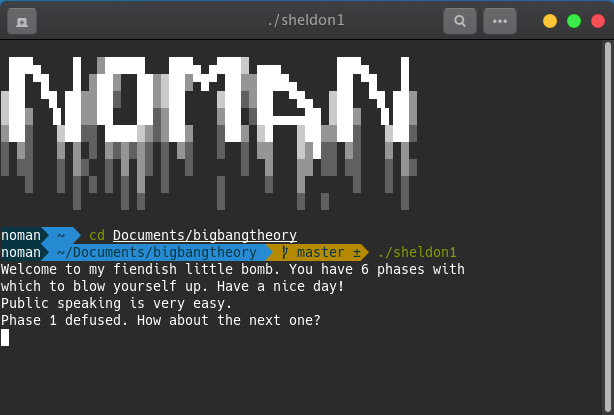 ./sheldon1
NOMAN
noman ~ cd Documents/bigbangtheory
noman ~/Documents/bigbangtheory master ± ./sheldon1
Welcome to my fiendish little bomb. You have 6 phases with
which to blow yourself up. Have a nice day!
Public speaking is very easy.
Phase 1 defused. How about the next one?